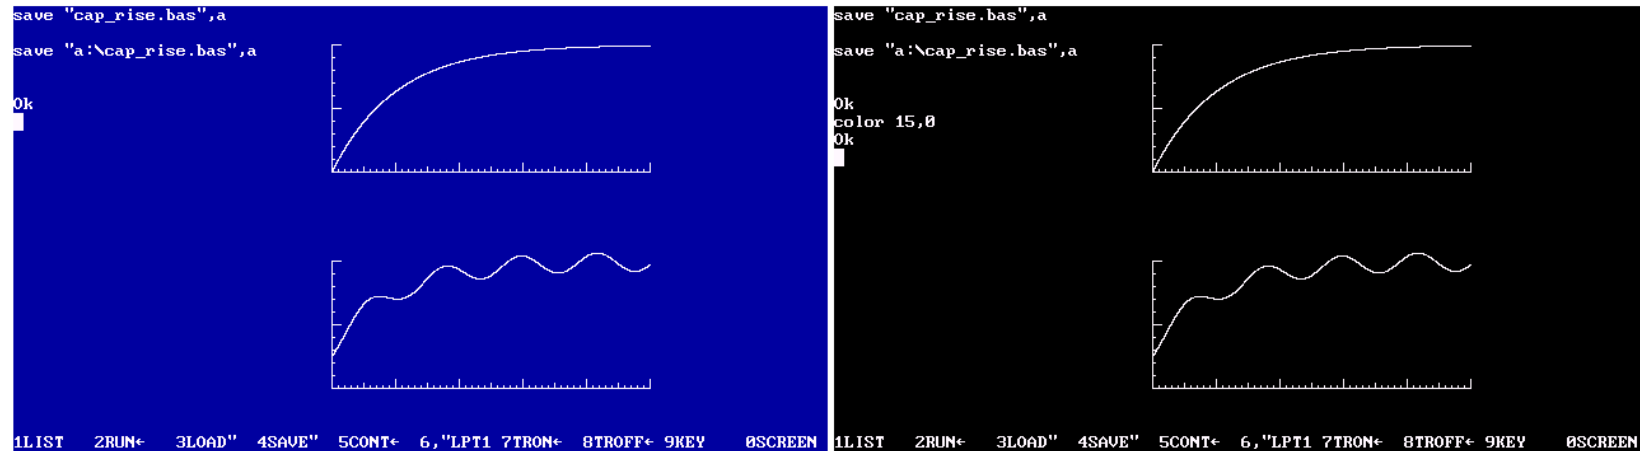 save "cap_rise.bas",a
save "a:\cap_rise.bas",a
Ok
1LIST 2RUN← 3LOAD" 4SAVE" 5CONT← 6,"LPT1 7TRON← 8TROFF← 9KEY 0SCREEN
save "cap_rise.bas",a
save "a:\cap_rise.bas",a
Ok
color 15,0
Ok
1LIST 2RUN← 3LOAD" 4SAVE" 5CONT← 6,"LPT1 7TRON← 8TROFF← 9KEY 0SCREEN